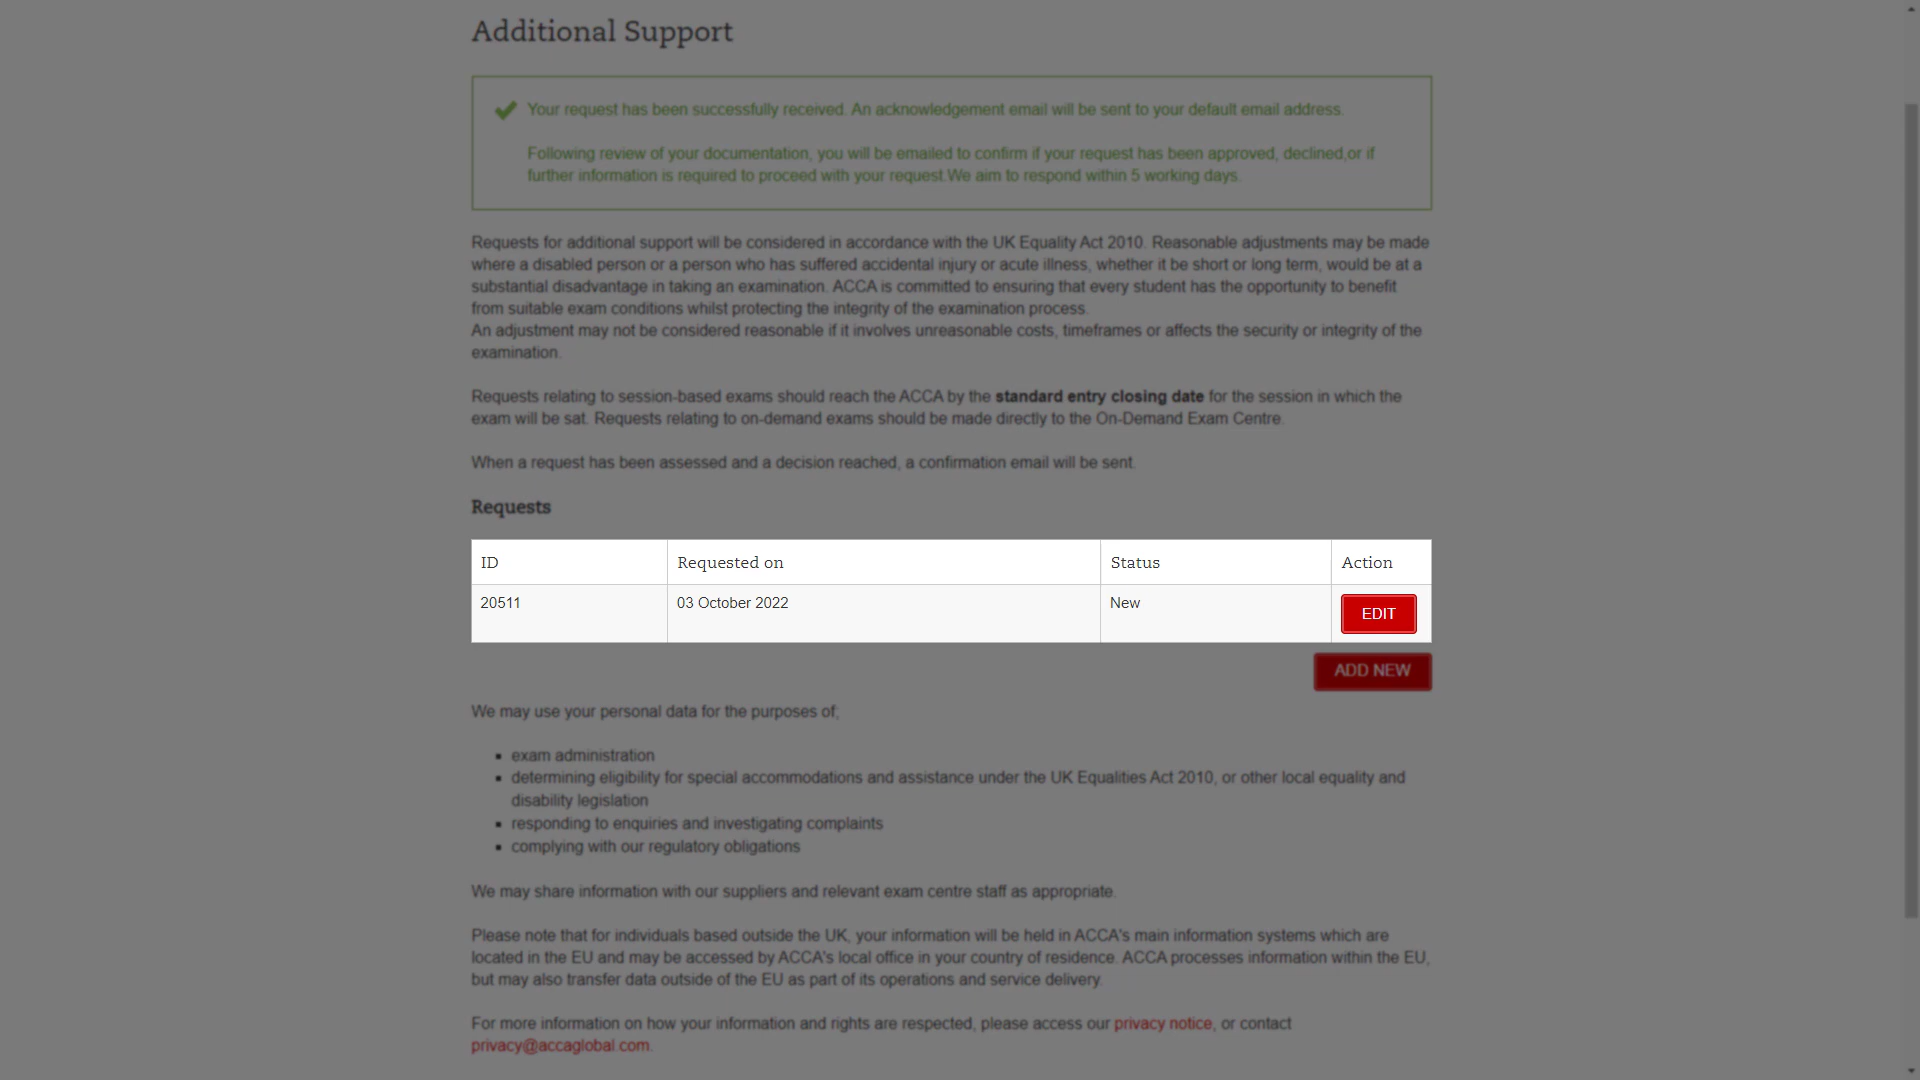 Additional Support
Your request has been successfully received. An acknowledgement email will be sent to your default email address.
Following review of your documentation, you will be emailed to confirm if your request has been approved, declined,or if
further information is required to proceed with your request.We aim to respond within 5 working days.
Requests for additional support will be considered in accordance with the UK Equality Act 2010. Reasonable adjustments may be made
where a disabled person or a person who has suffered accidental injury or acute illness, whether it be short or long term, would be at a
substantial disadvantage in taking an examination. ACCA is committed to ensuring that every student has the opportunity to benefit
from suitable exam conditions whilst protecting the integrity of the examination process.
An adjustment may not be considered reasonable if it involves unreasonable costs, timeframes or affects the security or integrity of the
examination.
Requests relating to session-based exams should reach the ACCA by the standard entry closing date for the session in which the
exam will be sat. Requests relating to on-demand exams should be made directly to the On-Demand Exam Centre.
When a request has been assessed and a decision reached, a confirmation email will be sent.
Requests
ID Requested on Status Action
20511 03 October 2022 New EDIT
ADD NEW
We may use your personal data for the purposes of;
exam administration
determining eligibility for special accommodations and assistance under the UK Equalities Act 2010, or other local equality and
disability legislation
responding to enquiries and investigating complaints
complying with our regulatory obligations
We may share information with our suppliers and relevant exam centre staff as appropriate.
Please note that for individuals based outside the UK, your information will be held in ACCA's main information systems which are
located in the EU and may be accessed by ACCA's local office in your country of residence. ACCA processes information within the EU,
but may also transfer data outside of the EU as part of its operations and service delivery.
For more information on how your information and rights are respected, please access our privacy notice, or contact
privacy@accaglobal.com.